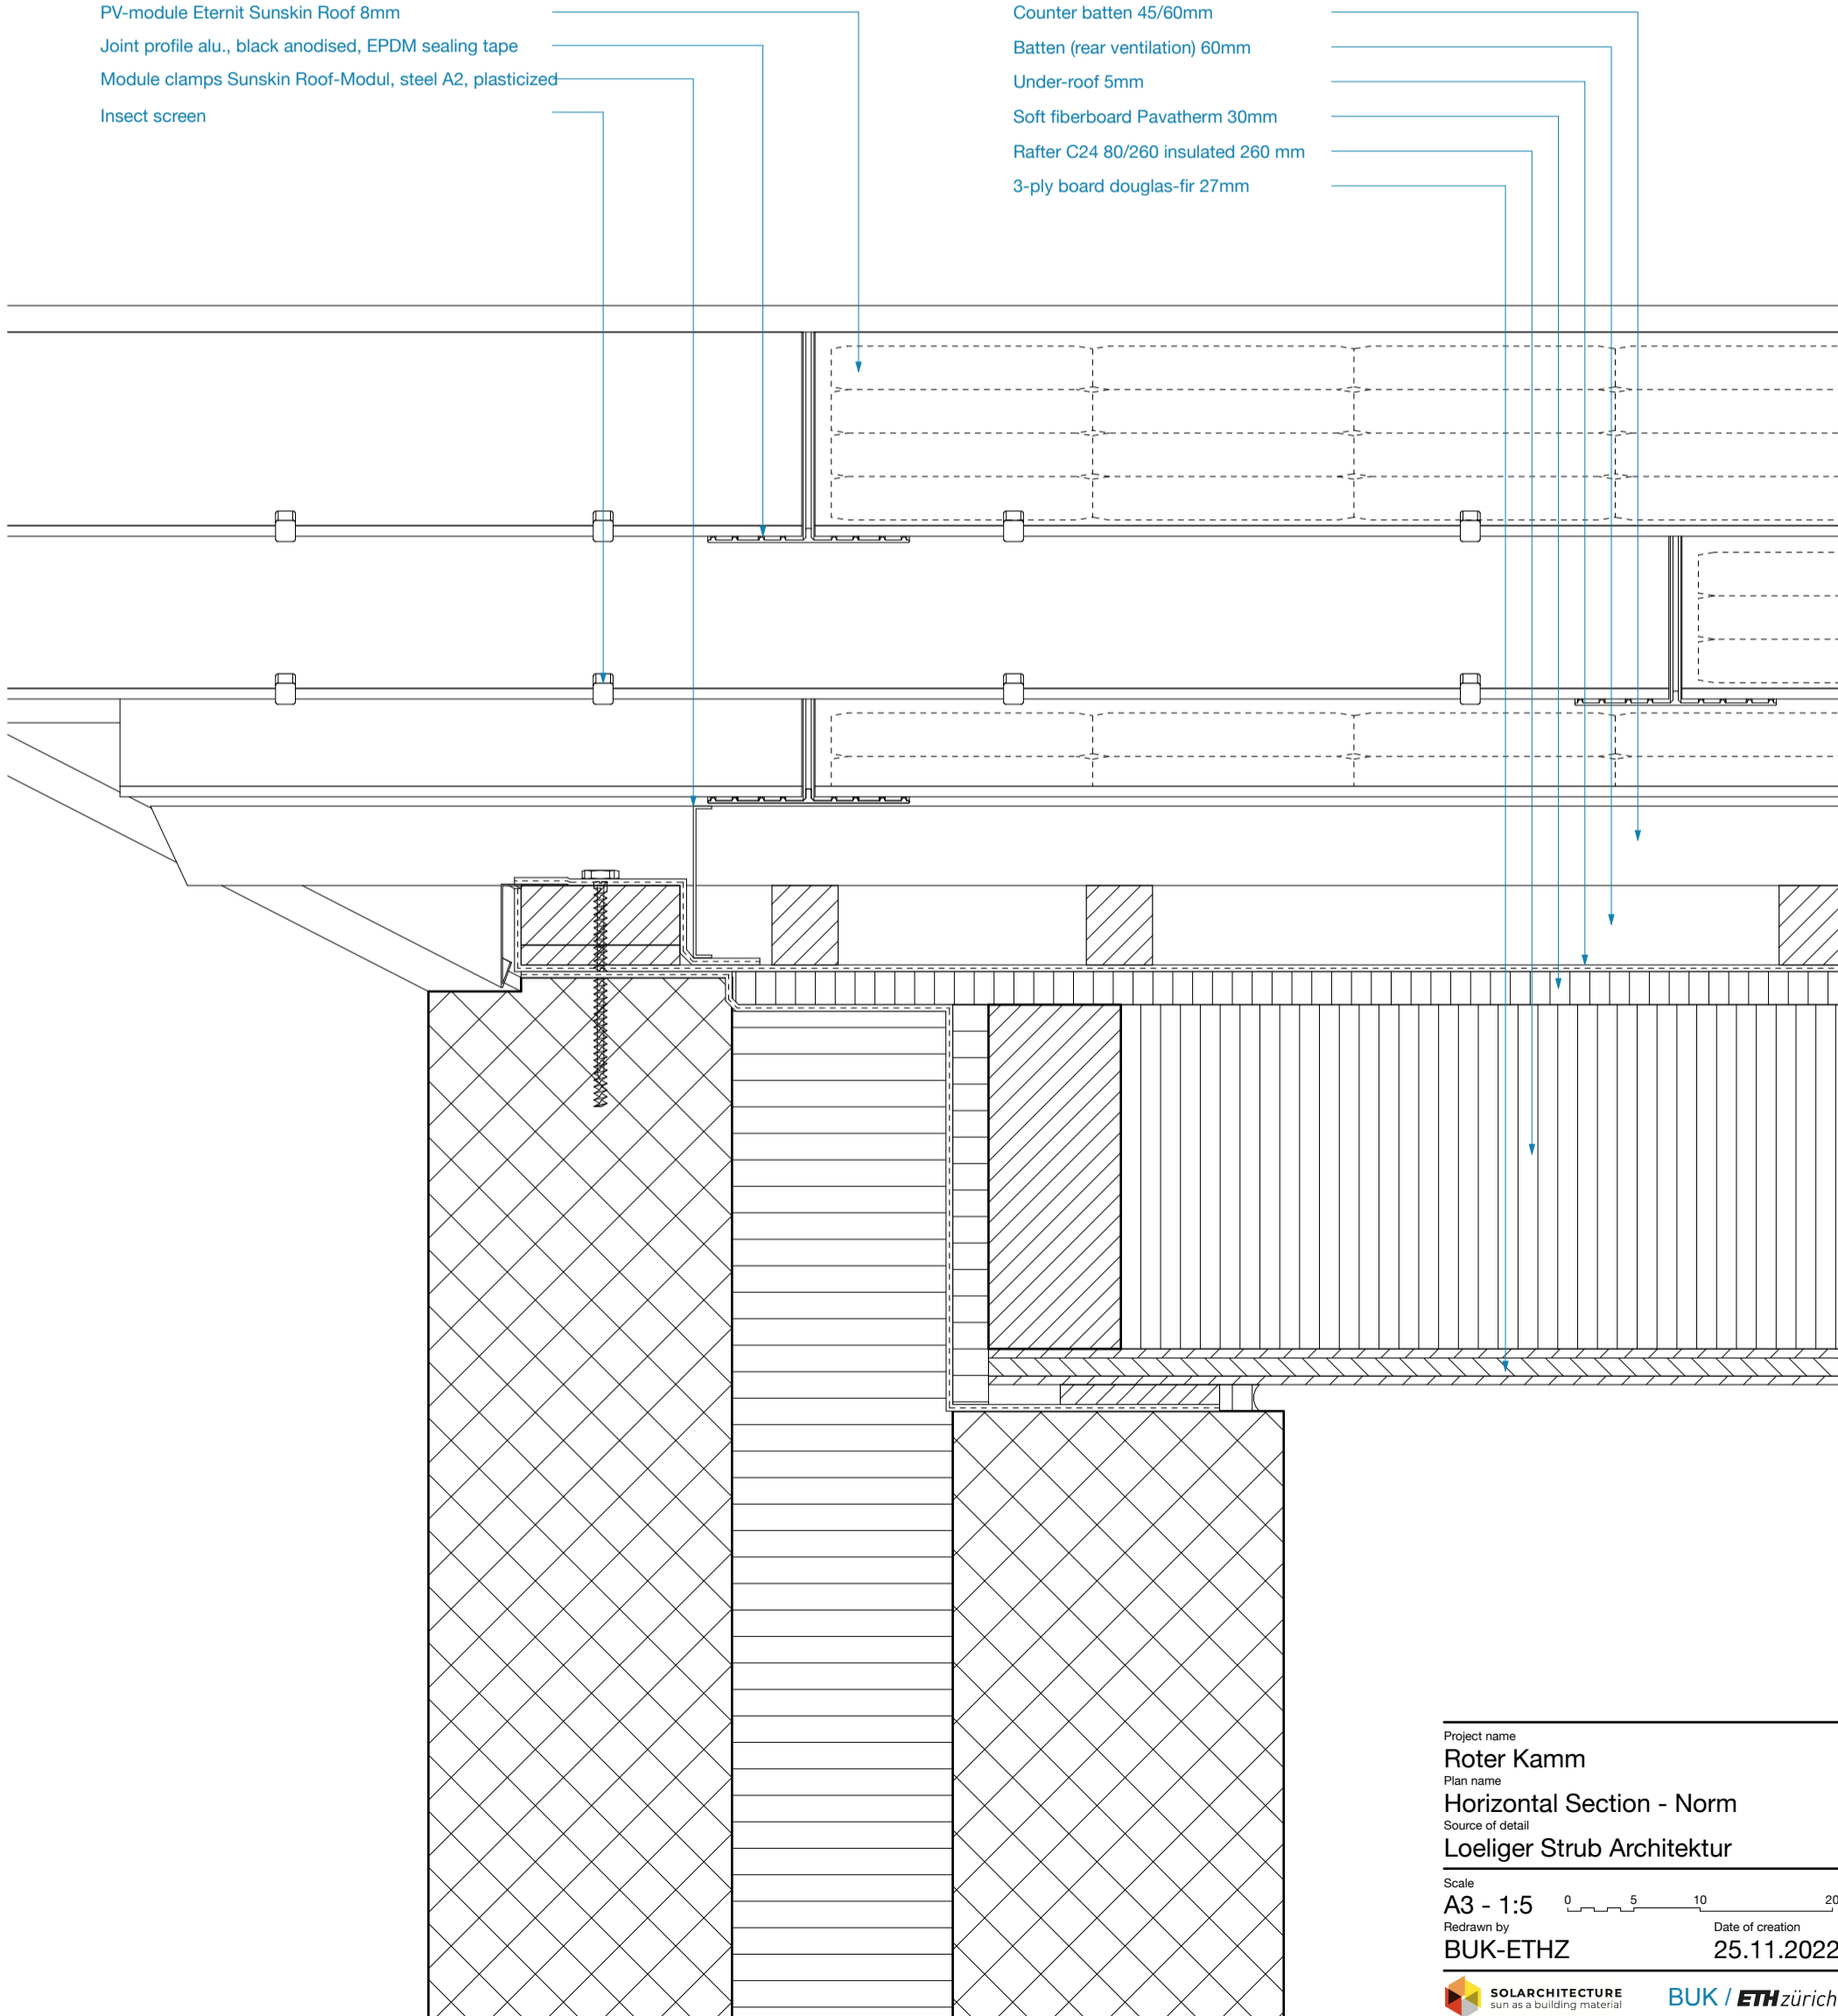 PV-module Eternit Sunskin Roof 8mm
Joint profile alu., black anodised, EPDM sealing tape
Module clamps Sunskin Roof-Modul, steel A2, plasticized
Insect screen
Counter batten 45/60mm
Batten (rear ventilation) 60mm
Under-roof 5mm
Soft fiberboard Pavatherm 30mm
Rafter C24 80/260 insulated 260 mm
3-ply board douglas-fir 27mm
Project name
Roter Kamm
Plan name
Horizontal Section - Norm
Source of detail
Loeliger Strub Architektur
Scale
A3 - 1:5
0 5 10 20
Redrawn by
BUK-ETHZ
Date of creation
25.11.2022
SOLARCHITECTURE
sun as a building material
BUK / ETH zürich